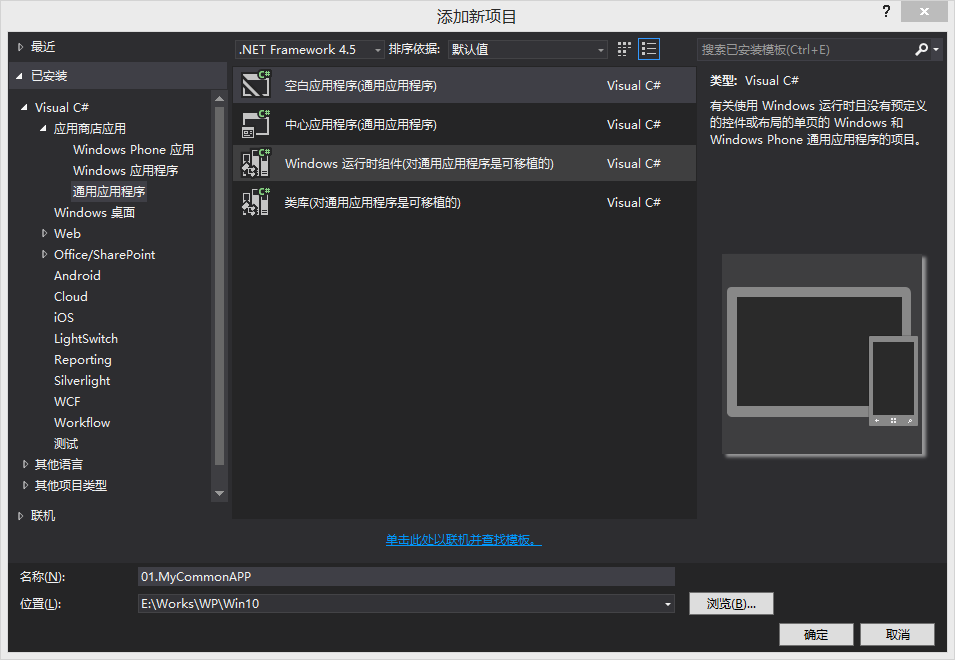 添加新项目
?
最近
已安装
Visual C#
应用商店应用
Windows Phone 应用
Windows 应用程序
通用应用程序
Windows 桌面
Web
Office/SharePoint
Android
Cloud
iOS
LightSwitch
Reporting
Silverlight
WCF
Workflow
测试
其他语言
其他项目类型
联机
.NET Framework 4.5 排序依据: 默认值
C# 空白应用程序(通用应用程序) Visual C#
C# 中心应用程序(通用应用程序) Visual C#
C# Windows 运行时组件(对通用应用程序是可移植的) Visual C#
C# 类库(对通用应用程序是可移植的) Visual C#
单击此处以联机并查找模板。
搜索已安装模板(Ctrl+E)
类型: Visual C#
有关使用 Windows 运行时且没有预定义
的控件或布局的单页的 Windows 和
Windows Phone 通用应用程序的项目。
名称(N): 01.MyCommonAPP
位置(L): E:\Works\WP\Win10 浏览(B)...
确定 取消